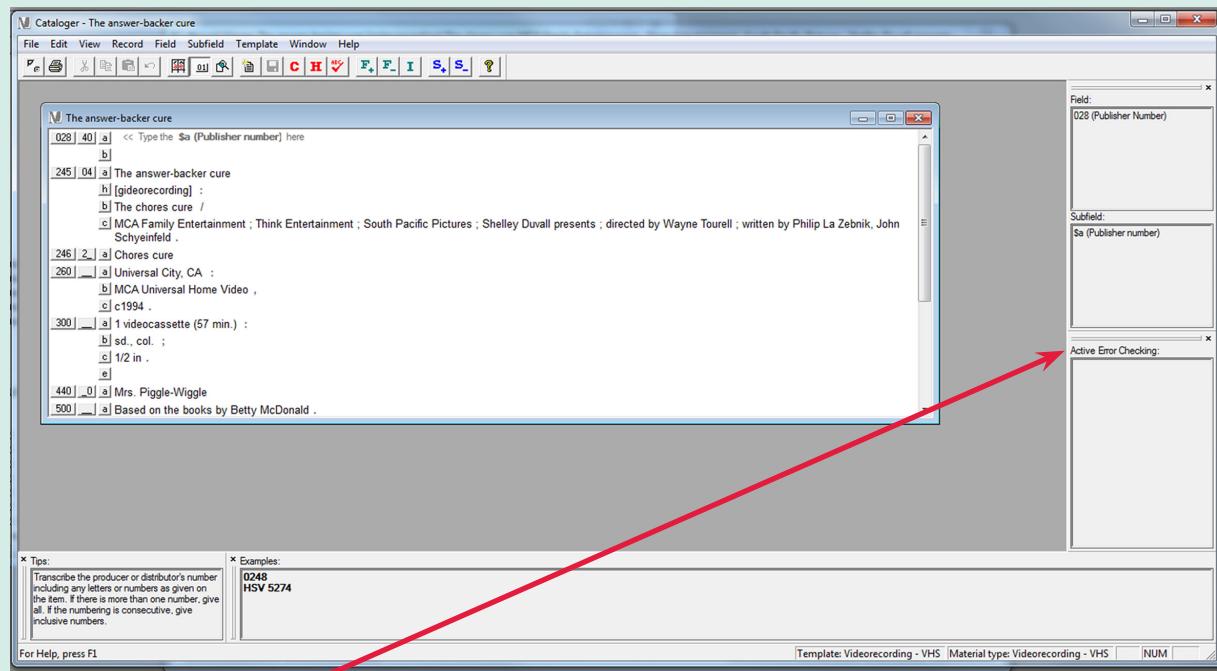 Cataloger - The answer-backer cure
File Edit View Record Field Subfield Template Window Help
01 C H ABC F+ F- I S+ S- ?
The answer-backer cure
028 40 a << Type the $a (Publisher number) here
b
245 04 a The answer-backer cure
h [gideorecording] :
b The chores cure /
c MCA Family Entertainment ; Think Entertainment ; South Pacific Pictures ; Shelley Duvall presents ; directed by Wayne Tourell ; written by Philip La Zebnik, John
Schyeinfeld .
246 2_ a Chores cure
260 __ a Universal City, CA :
b MCA Universal Home Video ,
c c1994 .
300 __ a 1 videocassette (57 min.) :
b sd., col. ;
c 1/2 in .
e
440 _0 a Mrs. Piggle-Wiggle
500 __ a Based on the books by Betty McDonald .
Field:
028 (Publisher Number)
Subfield:
$a (Publisher number)
Active Error Checking:
Tips:
Transcribe the producer or distributor's number
including any letters or numbers as given on
the item. If there is more than one number, give
all. If the numbering is consecutive, give
inclusive numbers.
Examples:
0248
HSV 5274
For Help, press F1
Template: Videorecording - VHS Material type: Videorecording - VHS NUM